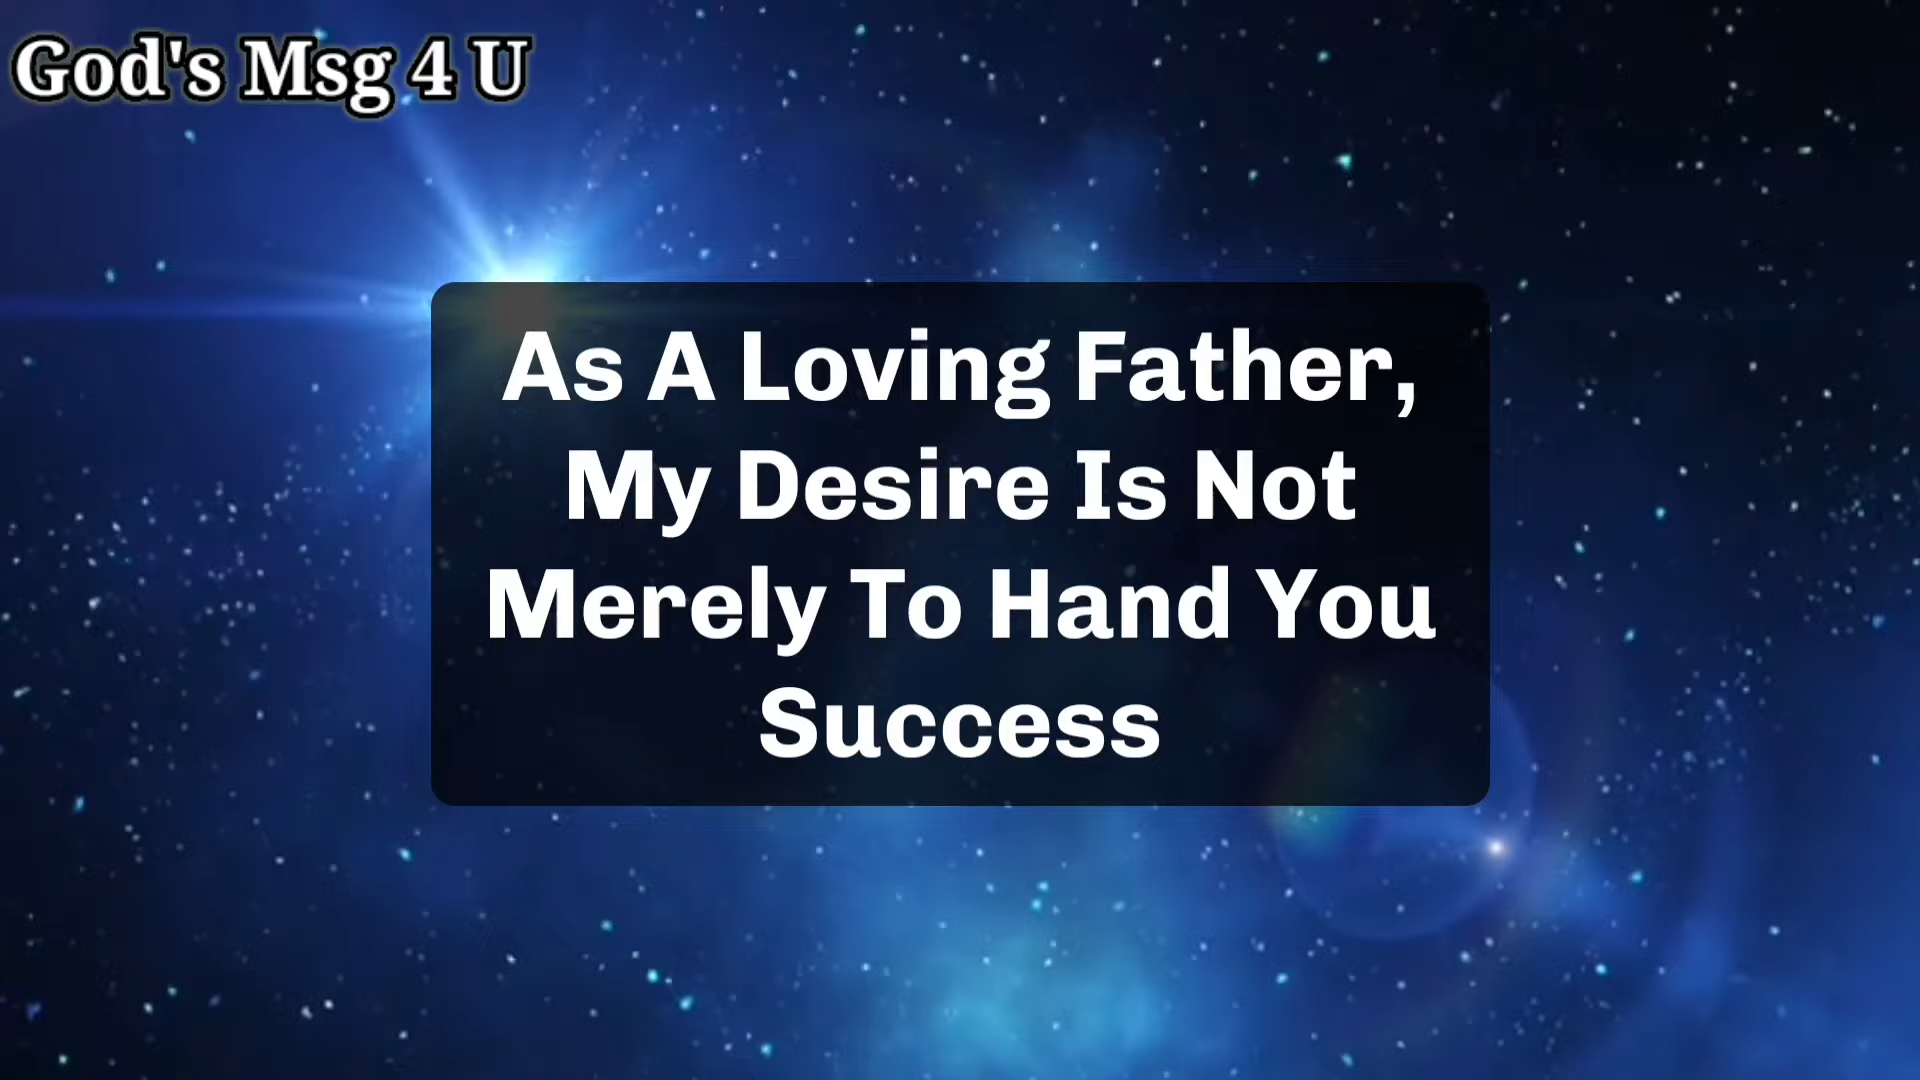 God's Msg 4 U
As A Loving Father,
My Desire Is Not
Merely To Hand You
Success